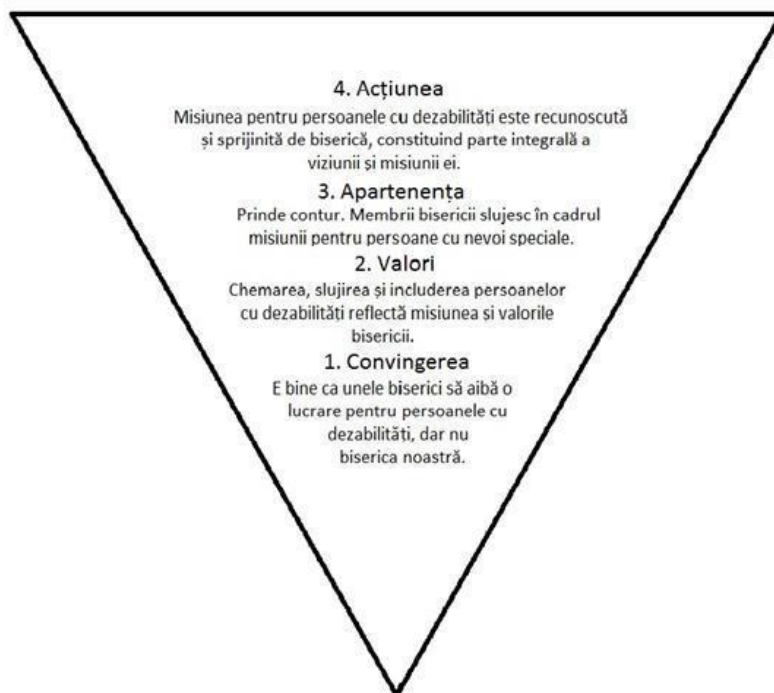 4. Acțiunea
Misiunea pentru persoanele cu dezabilități este recunoscută
și sprijinită de biserică, constituind parte integrală a
viziunii și misiunii ei.
3. Apartenența
Prinde contur. Membrii bisericii slujesc în cadrul
misiunii pentru persoane cu nevoi speciale.
2. Valori
Chemarea, slujirea și includerea persoanelor
cu dezabilități reflectă misiunea si valorile
bisericii.
1. Convingerea
E bine ca unele biserici să aibă o
lucrare pentru persoanele cu
dezabilități, dar nu
biserica noastră.